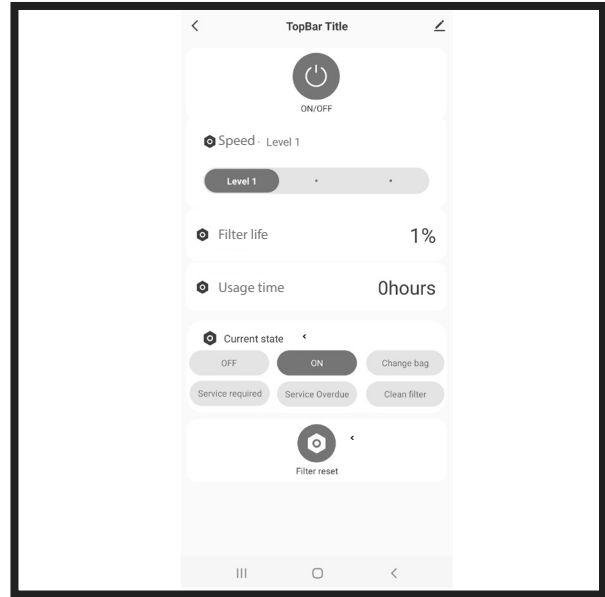 TopBar Title
ON/OFF
Speed · Level 1
Level 1
Filter life 1%
Usage time 0hours
Current state
OFF ON Change bag
Service required Service Overdue Clean filter
Filter reset